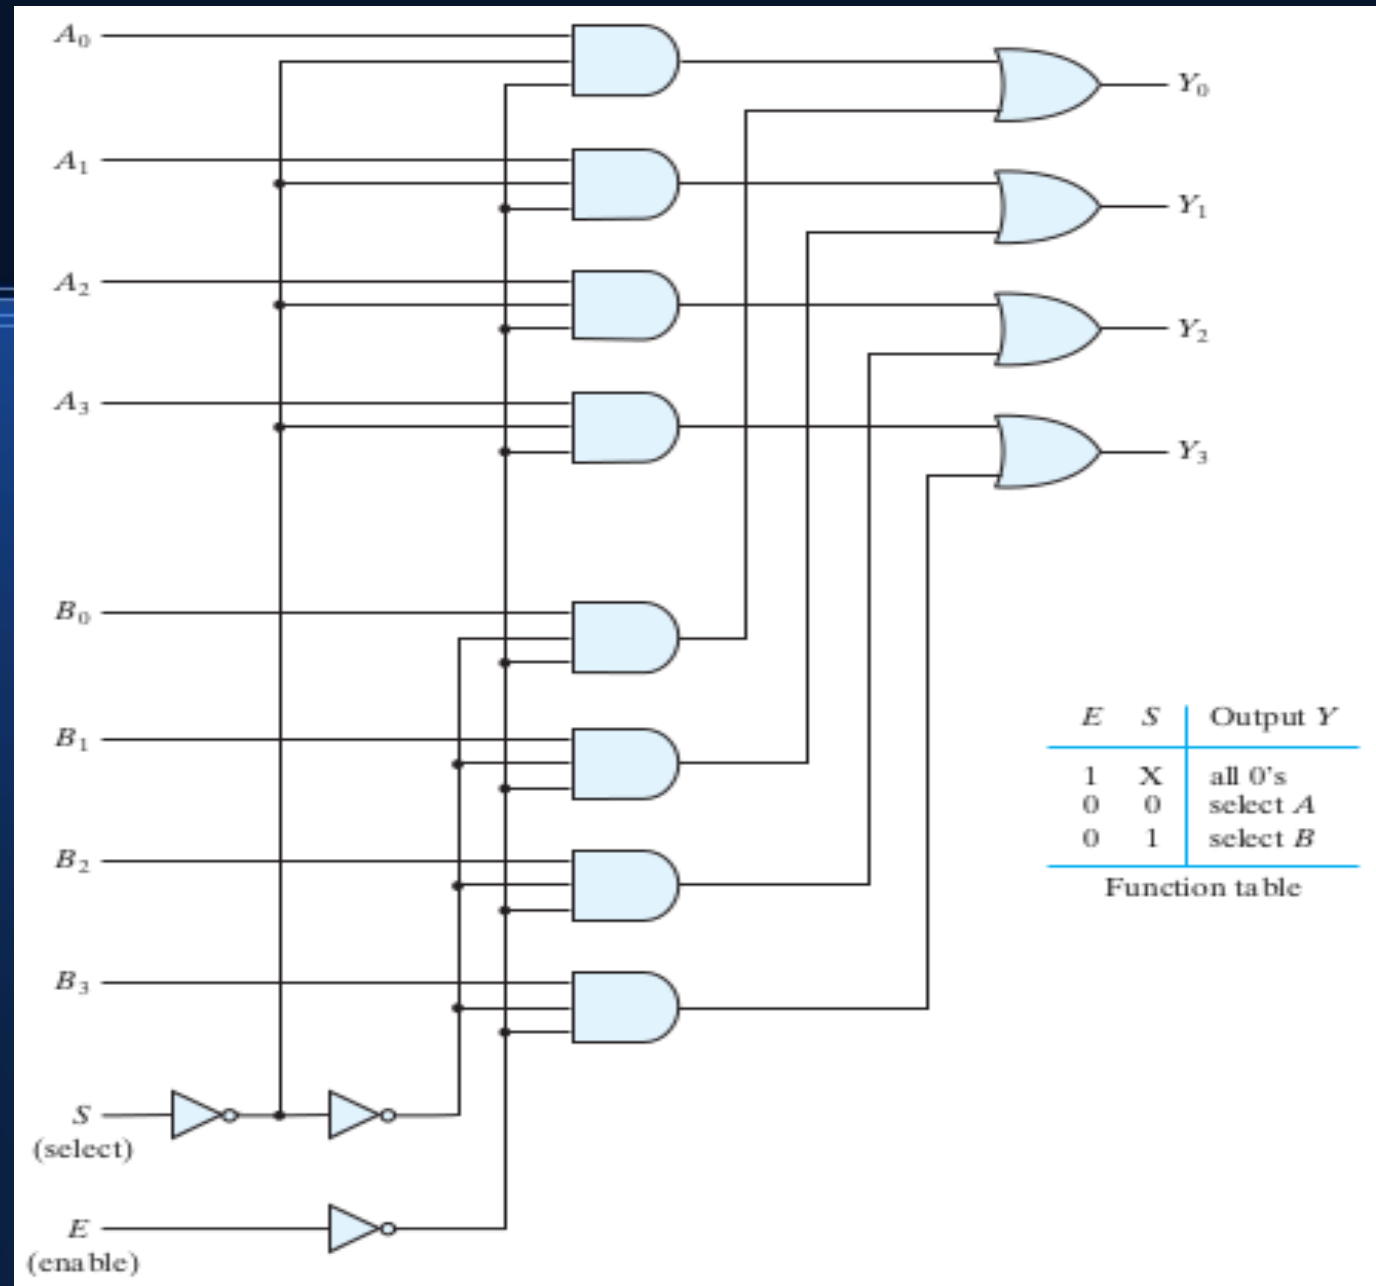 A₀
Y₀
A₁
Y₁
A₂
Y₂
A₃
Y₃
B₀
B₁
B₂
B₃
S
(select)
E
(enable)
E S Output Y
1 X all 0's
0 0 select A
0 1 select B
Function table